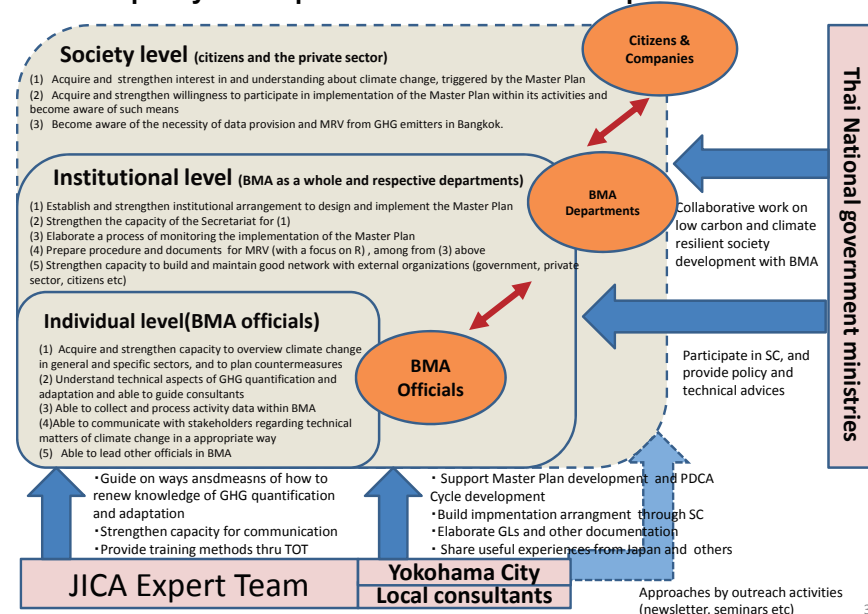 Society level (citizens and the private sector)
(1) Acquire and strengthen interest in and understanding about climate change, triggered by the Master Plan
(2) Acquire and strengthen willingness to participate in implementation of the Master Plan within its activities and
become aware of such means
(3) Become aware of the necessity of data provision and MRV from GHG emitters in Bangkok.
Citizens &
Companies
Institutional level (BMA as a whole and respective departments)
(1) Establish and strengthen institutional arrangement to design and implement the Master Plan
(2) Strengthen the capacity of the Secretariat for (1)
(3) Elaborate a process of monitoring the implementation of the Master Plan
(4) Prepare procedure and documents for MRV (with a focus on R) , among from (3) above
(5) Strengthen capacity to build and maintain good network with external organizations (government, private
sector, citizens etc)
BMA
Departments
Individual level(BMA officials)
(1) Acquire and strengthen capacity to overview climate change
in general and specific sectors, and to plan countermeasures
(2) Understand technical aspects of GHG quantification and
adaptation and able to guide consultants
(3) Able to collect and process activity data within BMA
(4)Able to communicate with stakeholders regarding technical
matters of climate change in a appropriate way
(5) Able to lead other officials in BMA
BMA
Officials
Thai National government ministries
Collaborative work on
low carbon and climate
resilient society
development with BMA
Participate in SC, and
provide policy and
technical advices
・Guide on ways ansdmeasns of how to
renew knowledge of GHG quantification
and adaptation
・Strengthen capacity for communication
・Provide training methods thru TOT
・ Support Master Plan development and PDCA
Cycle development
・Build impmentation arrangment through SC
・Elaborate GLs and other documentation
・ Share useful experiences from Japan and others
JICA Expert Team
Yokohama City
Local consultants
Approaches by outreach activities
(newsletter, seminars etc)